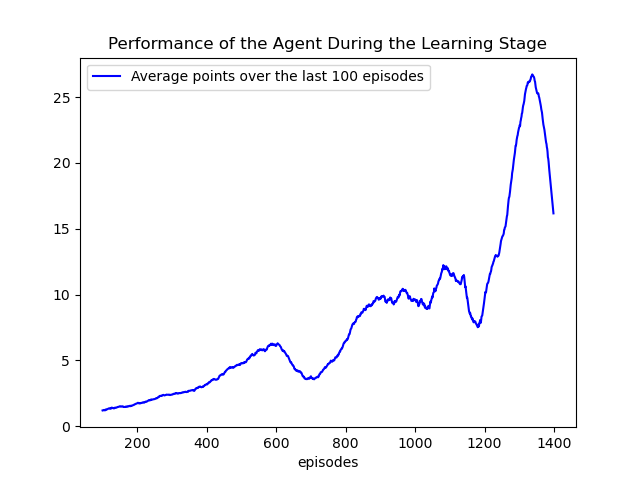 Performance of the Agent During the Learning Stage
Average points over the last 100 episodes
25
20
15
10
5
0
200 400 600 800 1000 1200 1400
episodes